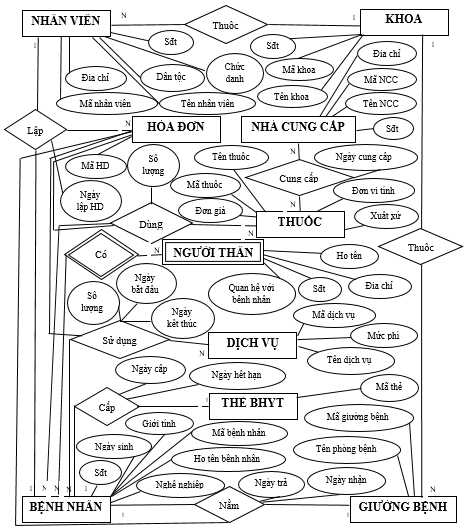 N
NHÂN VIÊN
Thuộc
KHOA
1
1
Sđt
Sđt
Địa chỉ
Chức
danh
Địa chỉ
Dân tộc
Mã khoa
Mã NCC
Mã nhân viên
Tên nhân viên
Tên khoa
Tên NCC
Lập
N
HÓA ĐƠN
NHÀ CUNG CẤP
Sđt
Mã HD
Số
lượng
Tên thuốc
N
Ngày cung cấp
Cung cấp
Mã thuốc
Đơn vị tính
Ngày
lập HD
Đơn giá
N
Xuất xứ
Dùng
THUỐC
N
Thuộc
Có
N
NGƯỜI THÂN
Họ tên
Ngày
bắt đầu
Quan hệ với
bệnh nhân
Sđt
Địa chỉ
Số
lượng
Ngày
kết thúc
Mã dịch vụ
Sử dụng
DỊCH VỤ
Mức phí
N
Tên dịch vụ
Ngày cấp
Ngày hết hạn
Mã thẻ
Cấp
1
THẺ BHYT
Giới tính
Mã giường bệnh
Mã bệnh nhân
Ngày sinh
Họ tên bệnh nhân
Tên phòng bệnh
Sđt
Nghề nghiệp
Ngày trả
Ngày nhận
1
N
N
N
1
1
N
BỆNH NHÂN
Nằm
GIƯỜNG BỆNH